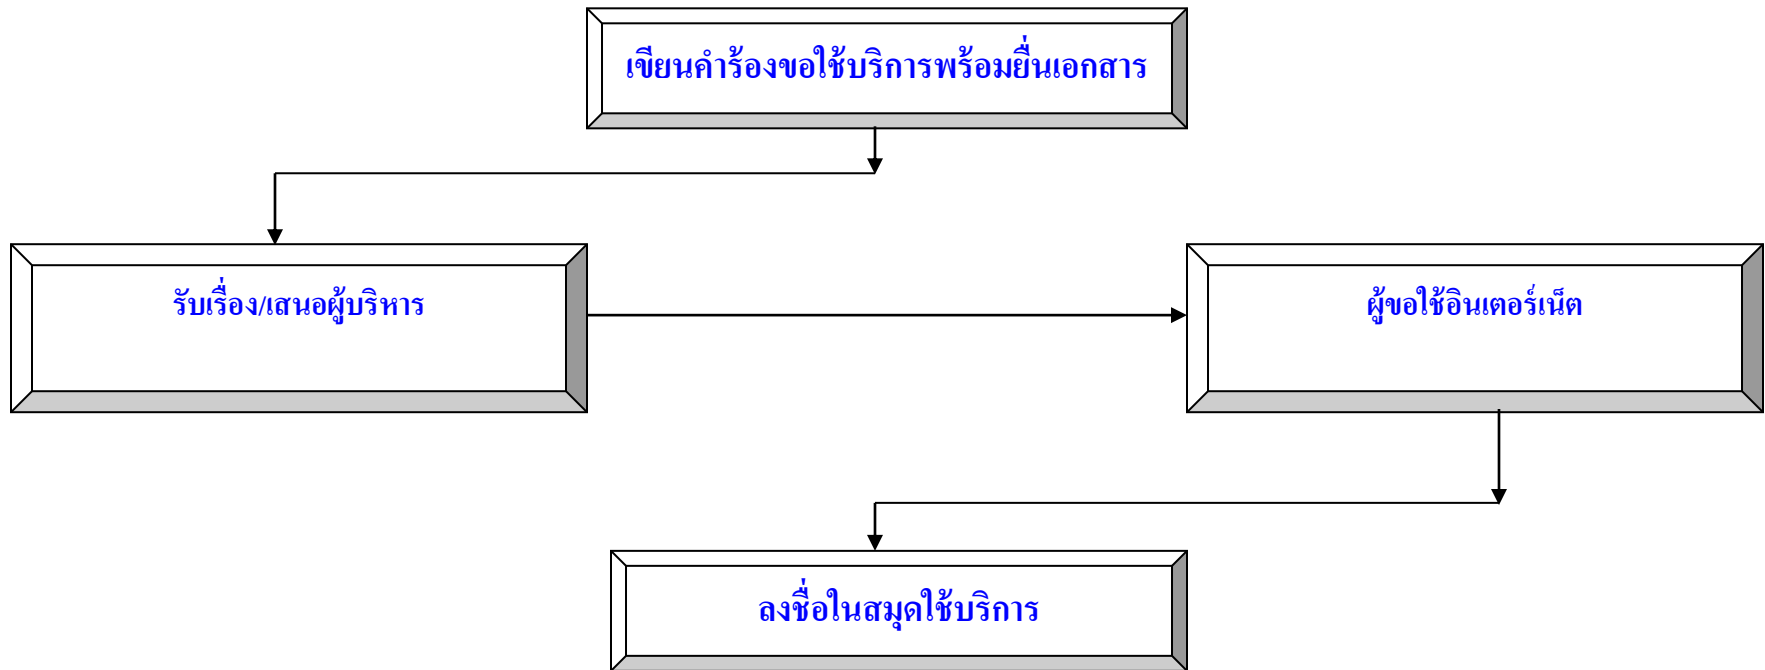 เขียนคำร้องขอใช้บริการพร้อมยื่นเอกสาร
รับเรื่อง/เสนอผู้บริหาร
ผู้ขอใช้อินเตอร์เน็ต
ลงชื่อในสมุดใช้บริการ